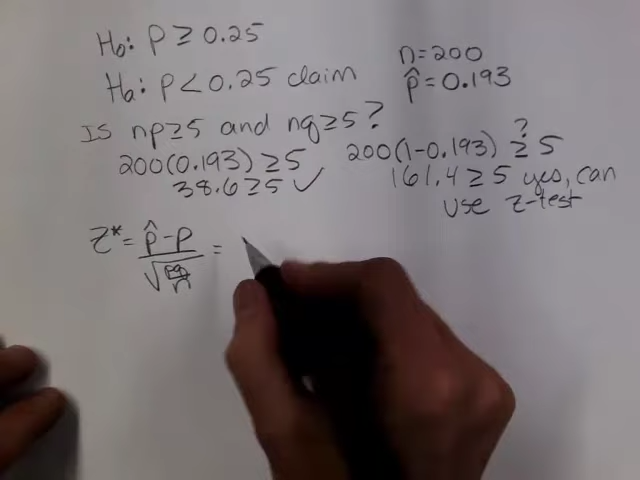 H₀: p ≥ 0.25
Hₐ: p < 0.25 claim
n=200
p̂=0.193
Is np≥5 and nq≥5?
200(0.193) ≥5
38.6≥5 ✓
200(1-0.193) ≥? 5
161.4≥5 yes, can
use z-test
z* = (p̂-p)/√(pq/n) =